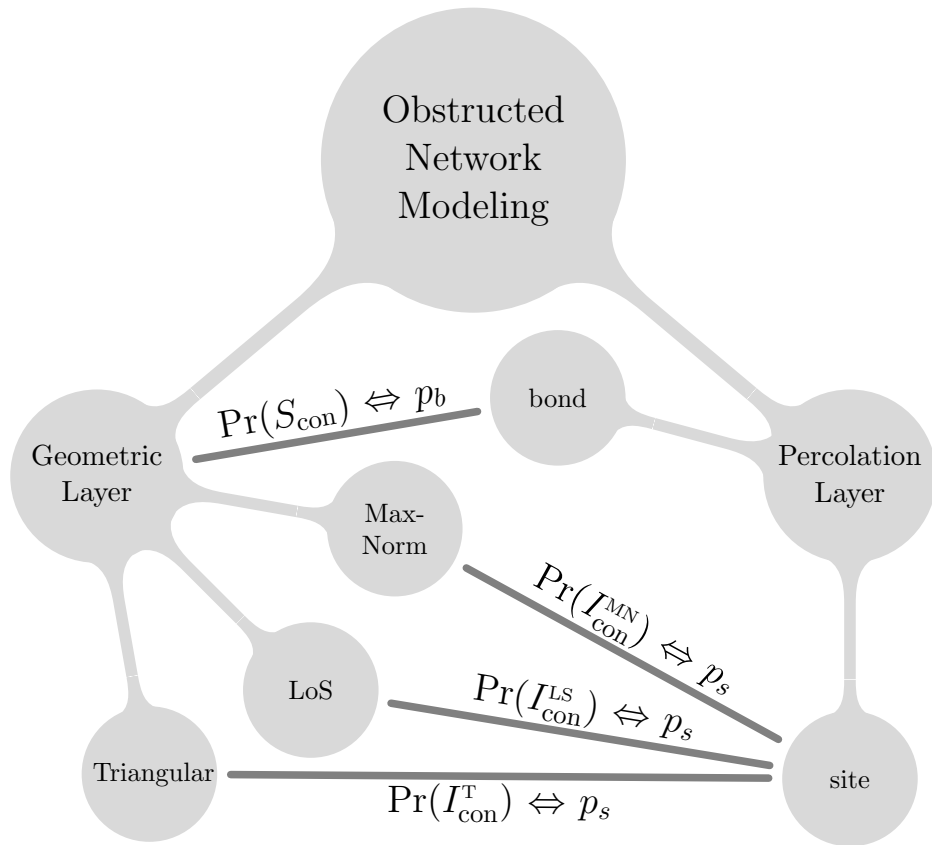 Obstructed
Network
Modeling
bond
Pr(S_con) ⇔ p_b
Geometric
Layer
Percolation
Layer
Max-
Norm
Pr(I_con^MN) ⇔ p_s
LoS
Pr(I_con^LS) ⇔ p_s
Triangular
site
Pr(I_con^T) ⇔ p_s